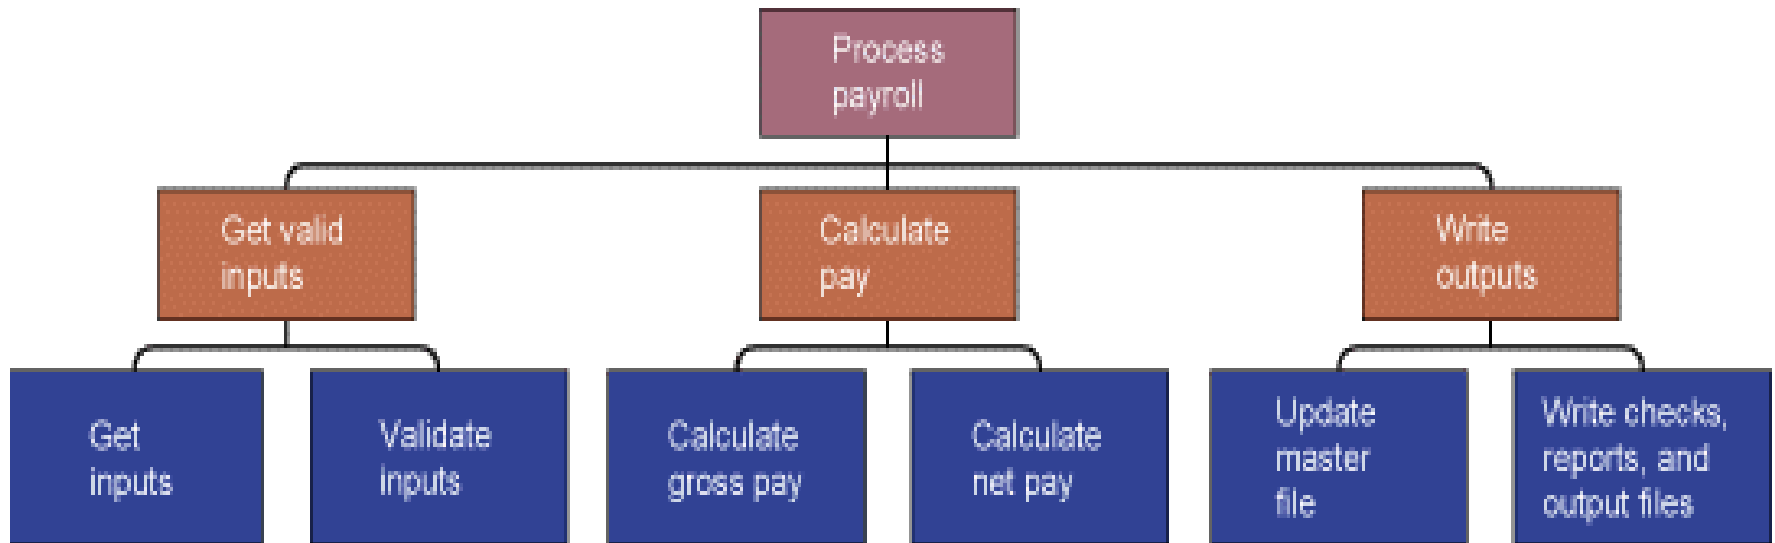 Process
payroll
Get valid
inputs
Calculate
pay
Write
outputs
Get
inputs
Validate
inputs
Calculate
gross pay
Calculate
net pay
Update
master
file
Write checks,
reports, and
output files